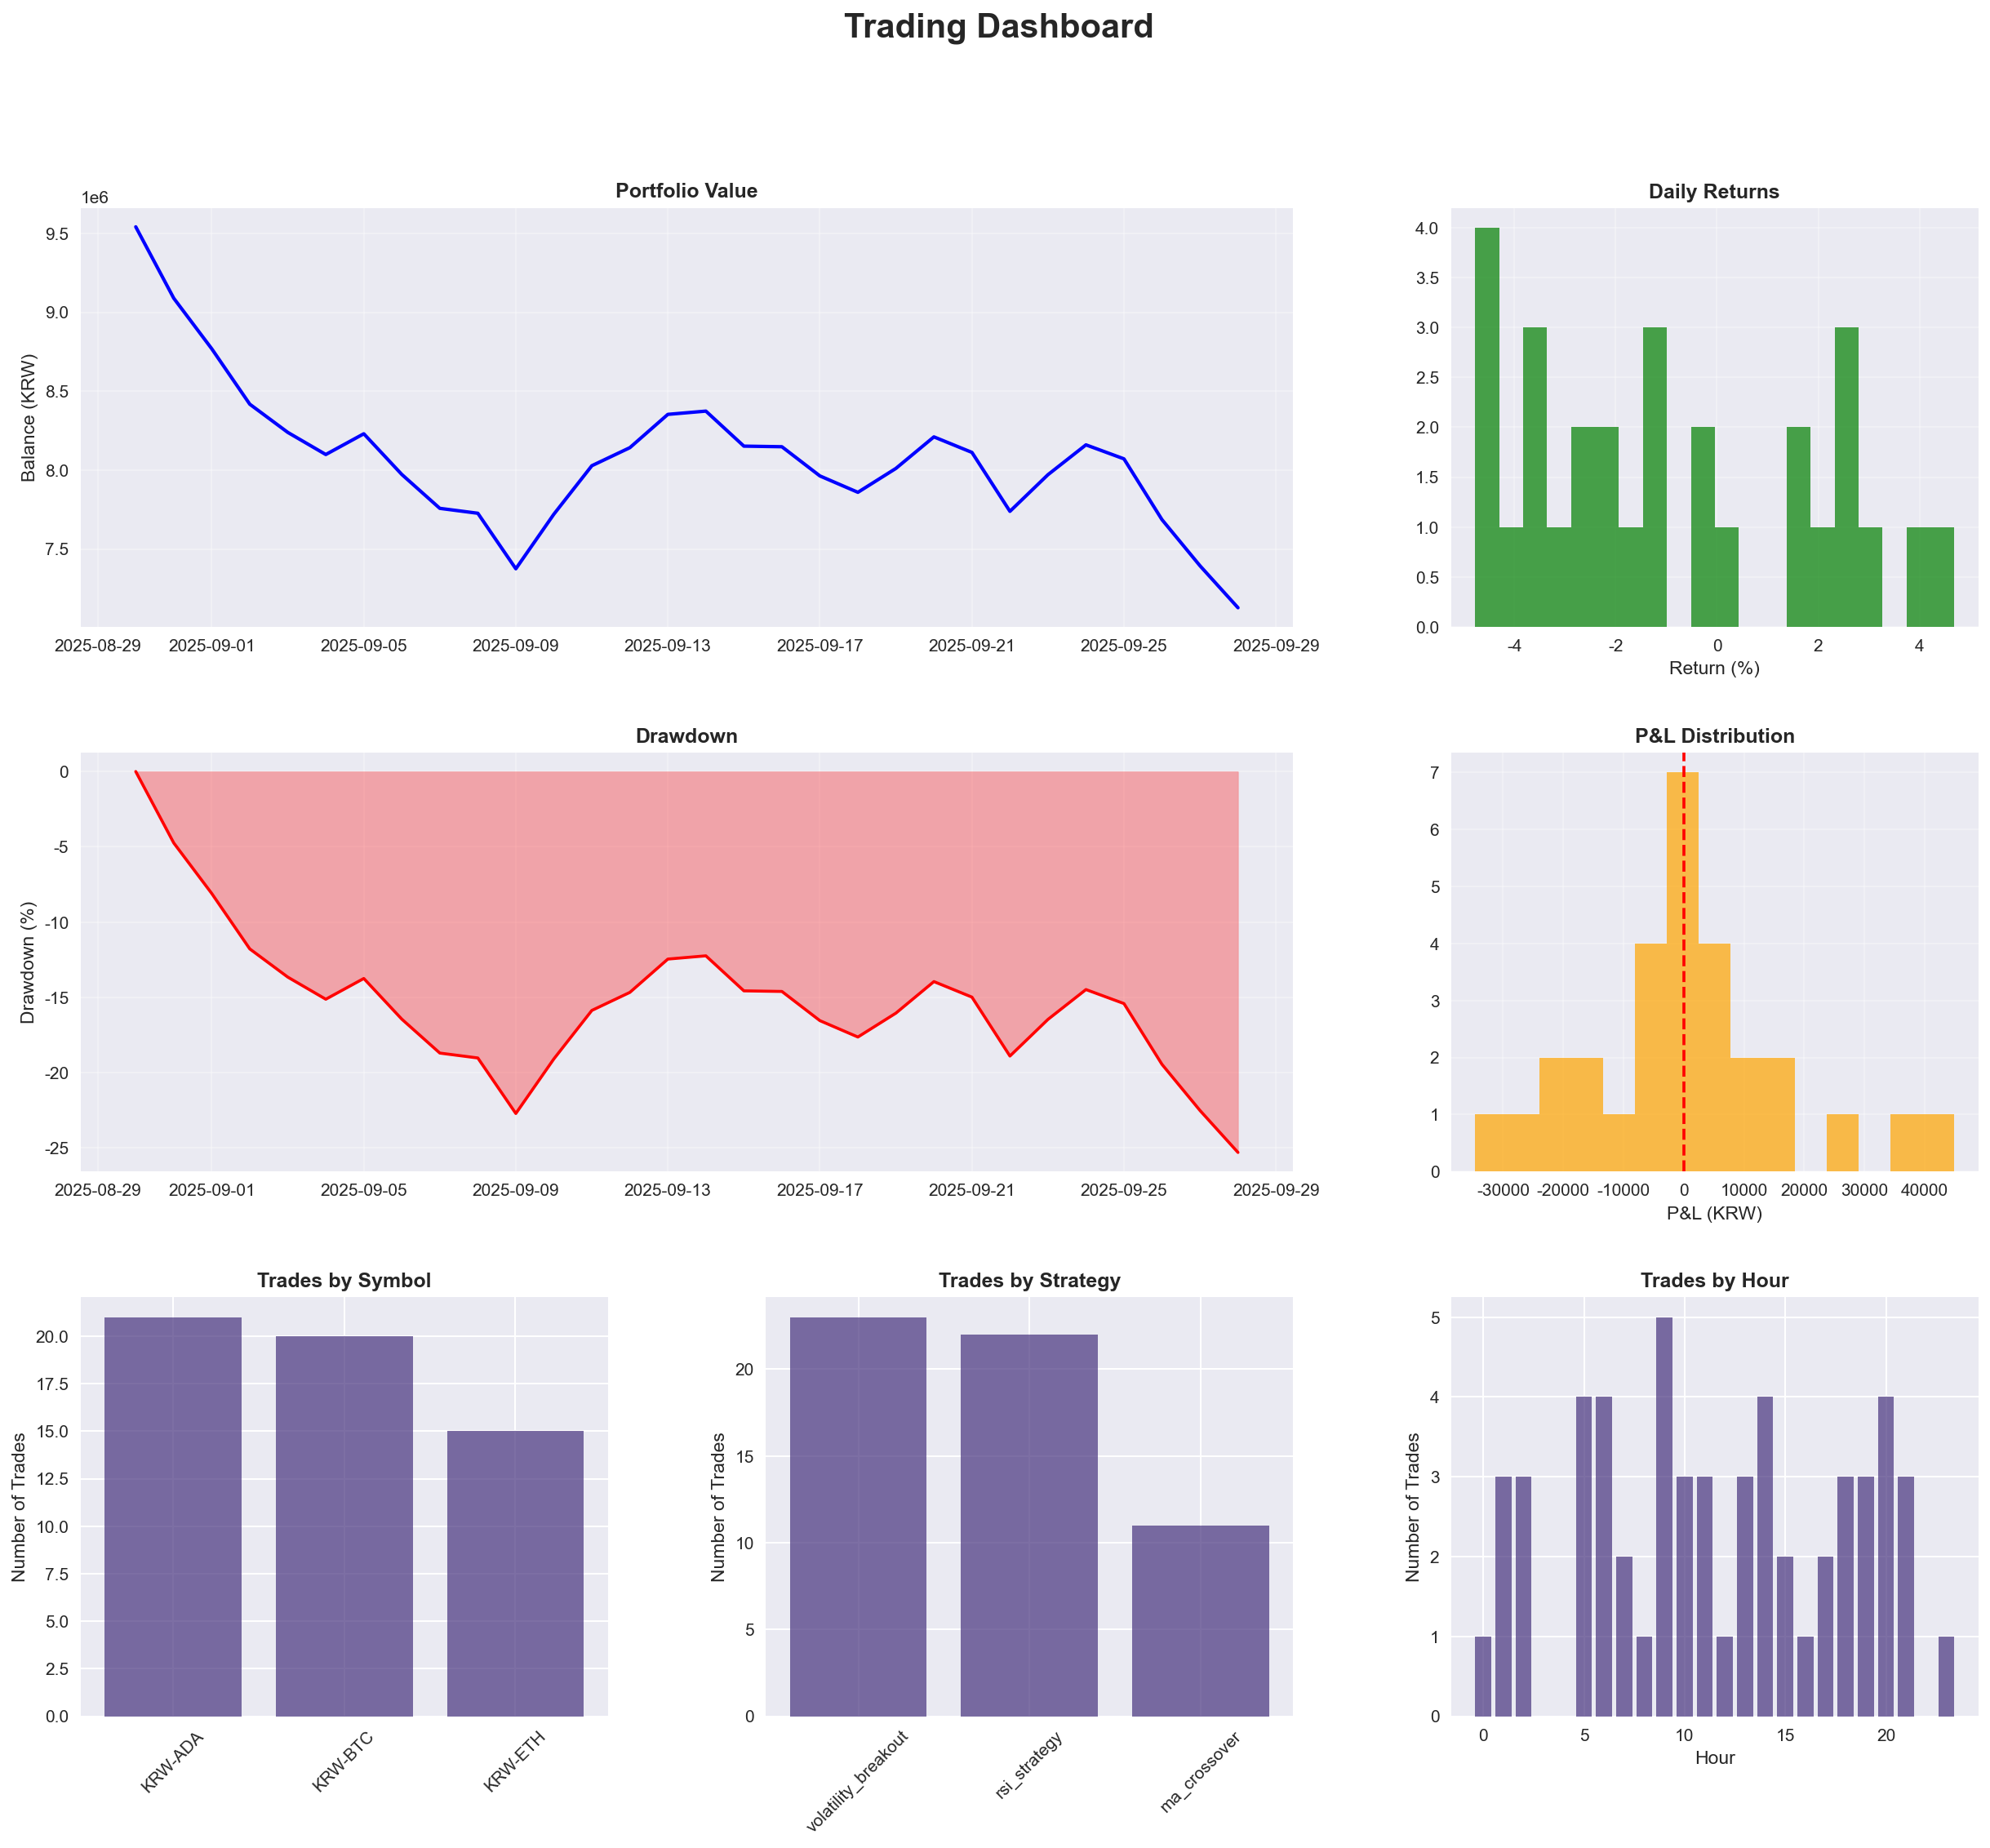 Trading Dashboard
Portfolio Value
1e6
Balance (KRW)
9.5
9.0
8.5
8.0
7.5
2025-08-29 2025-09-01 2025-09-05 2025-09-09 2025-09-13 2025-09-17 2025-09-21 2025-09-25 2025-09-29
Daily Returns
4.0
3.5
3.0
2.5
2.0
1.5
1.0
0.5
0.0
-4 -2 0 2 4
Return (%)
Drawdown
Drawdown (%)
0
-5
-10
-15
-20
-25
2025-08-29 2025-09-01 2025-09-05 2025-09-09 2025-09-13 2025-09-17 2025-09-21 2025-09-25 2025-09-29
P&L Distribution
7
6
5
4
3
2
1
0
-30000 -20000 -10000 0 10000 20000 30000 40000
P&L (KRW)
Trades by Symbol
Number of Trades
20.0
17.5
15.0
12.5
10.0
7.5
5.0
2.5
0.0
KRW-ADA KRW-BTC KRW-ETH
Trades by Strategy
Number of Trades
20
15
10
5
0
volatility_breakout rsi_strategy ma_crossover
Trades by Hour
Number of Trades
5
4
3
2
1
0
0 5 10 15 20
Hour